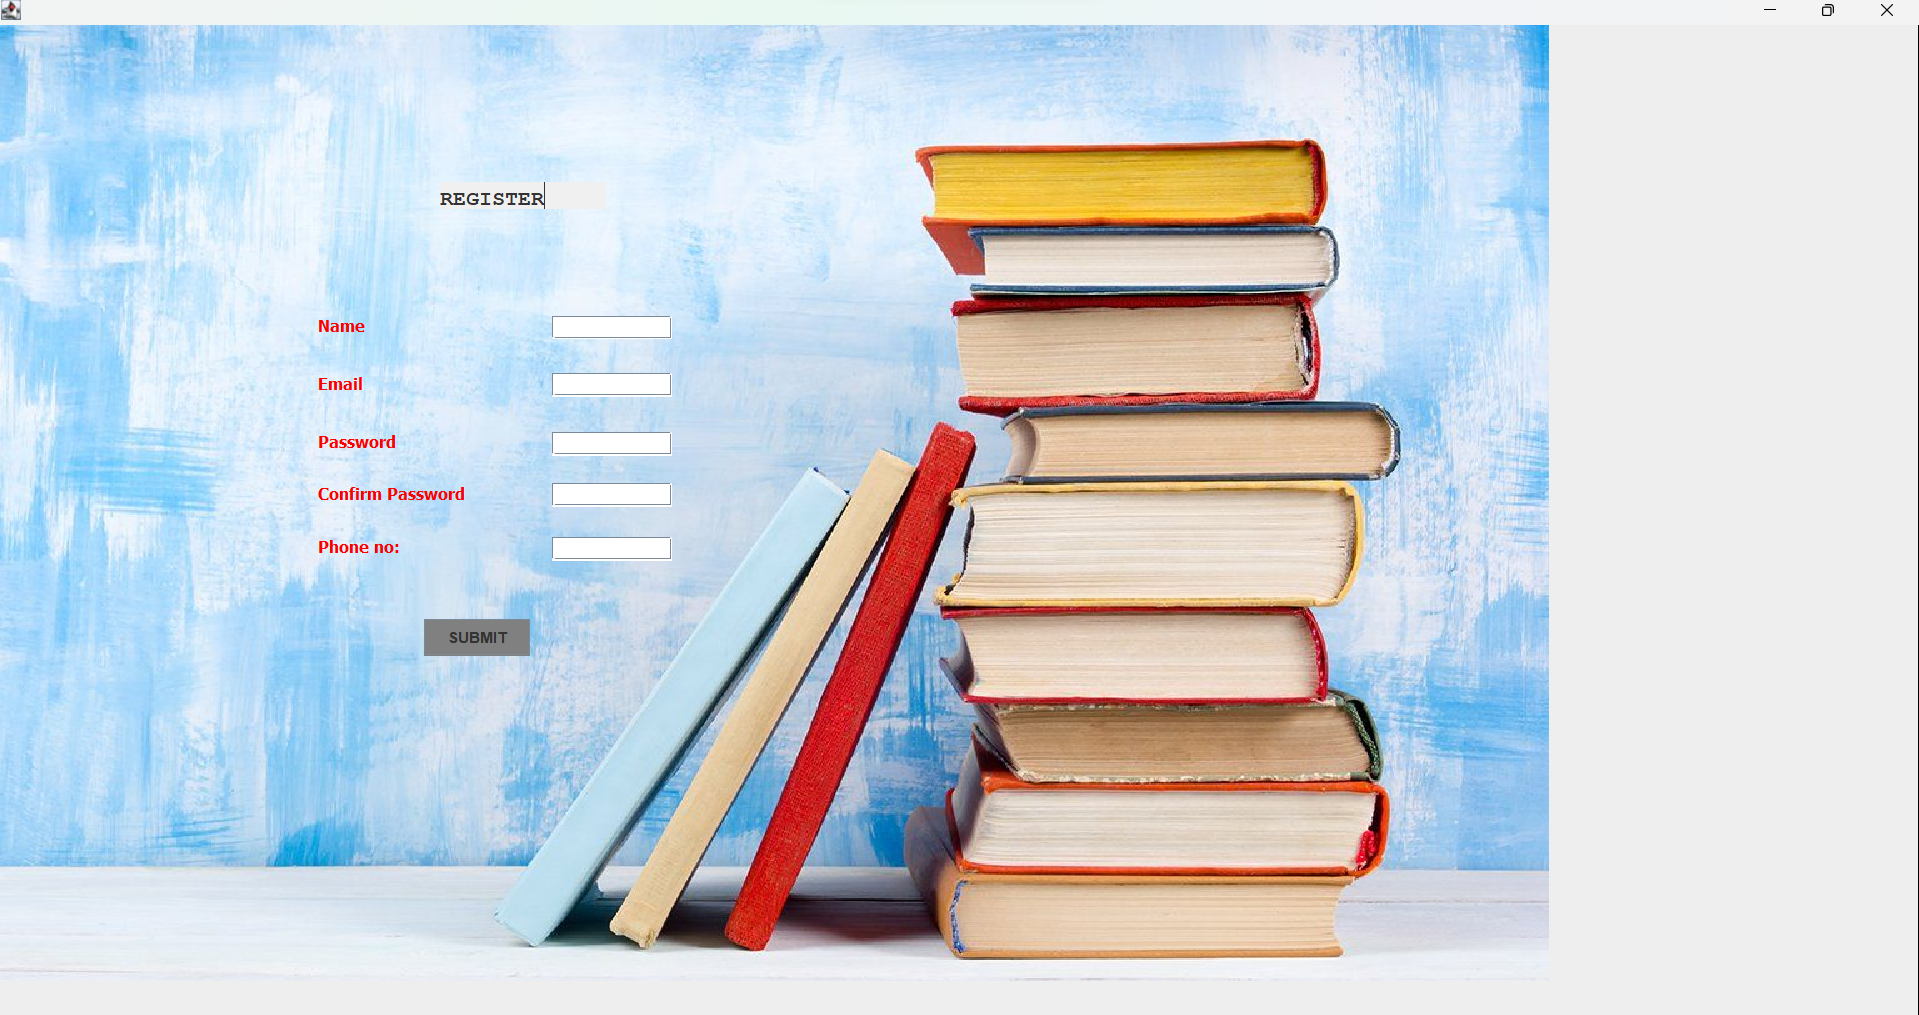 REGISTER
Name
Email
Password
Confirm Password
Phone no:
SUBMIT